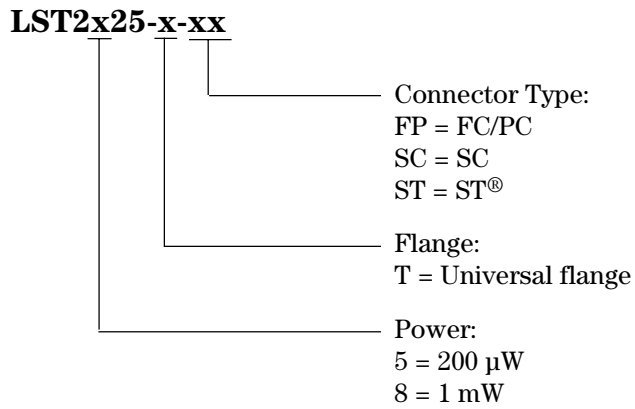 LST2x25-x-xx
Connector Type:
FP = FC/PC
SC = SC
ST = ST®
Flange:
T = Universal flange
Power:
5 = 200 µW
8 = 1 mW